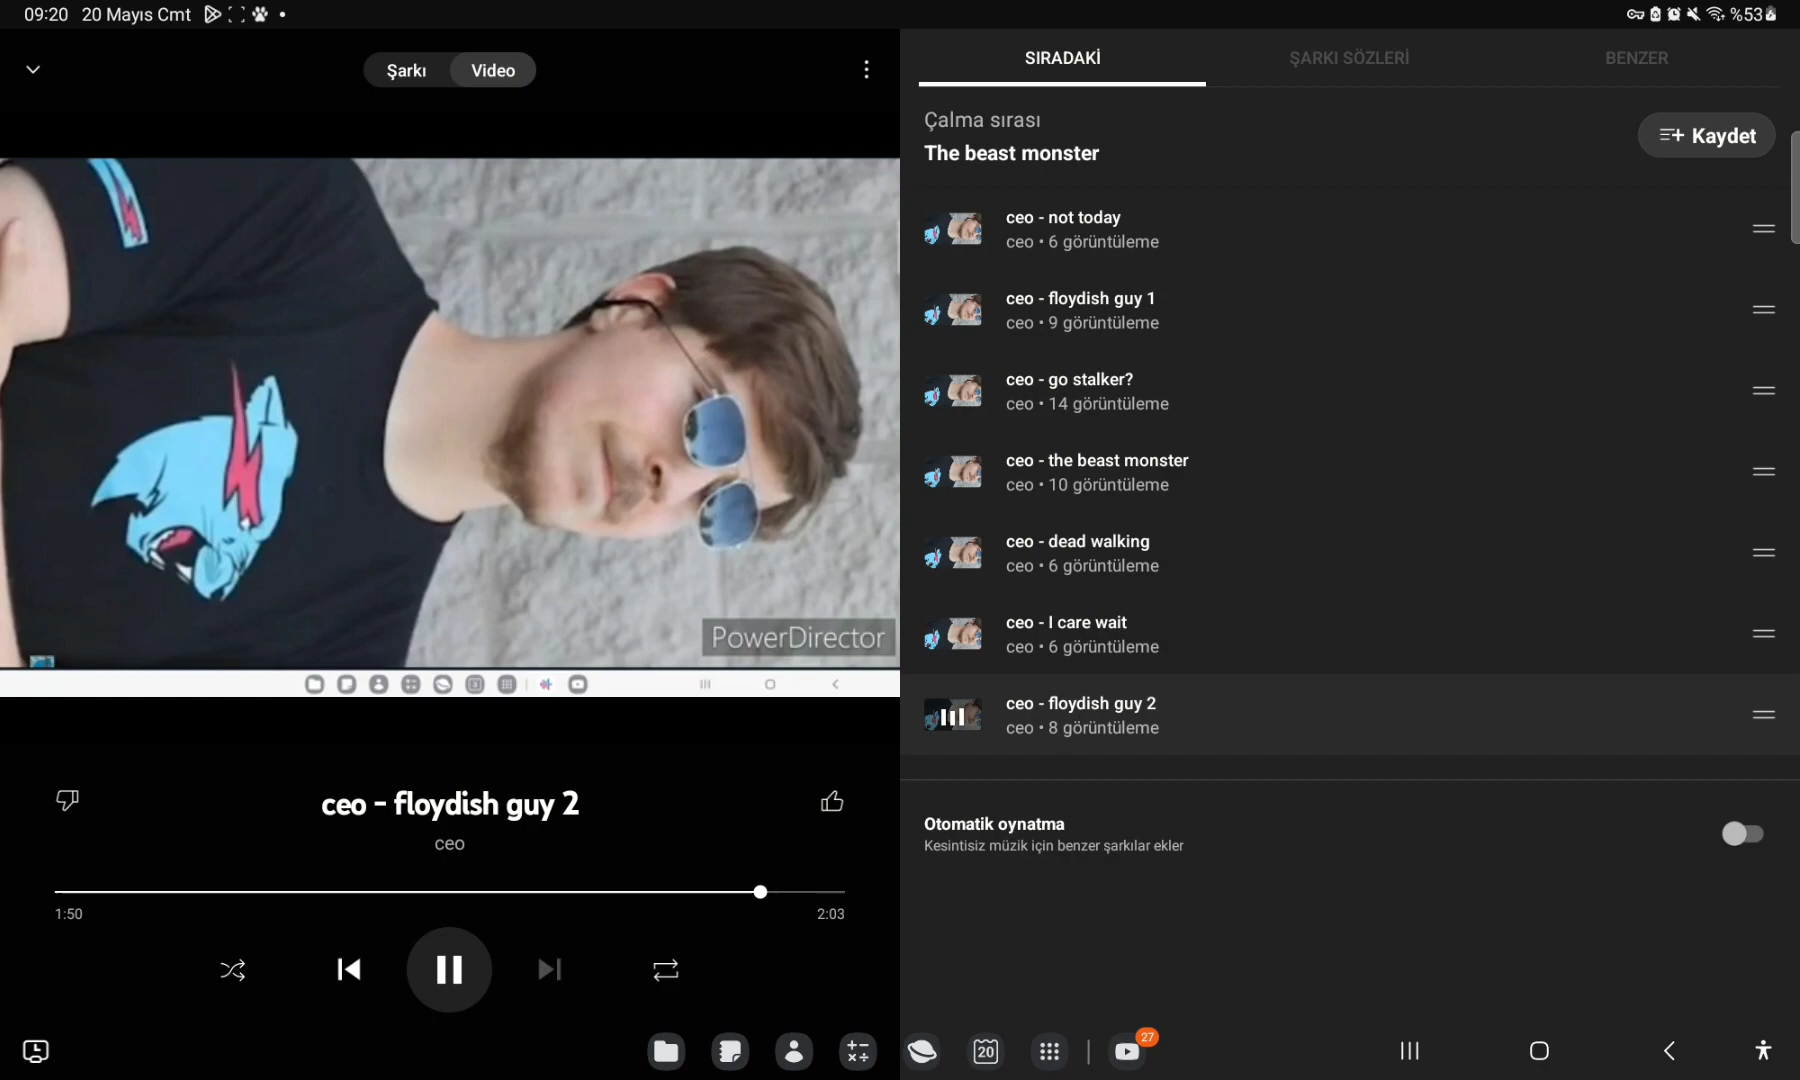 09:20 20 Mayıs Cmt
%53
Şarkı
Video
PowerDirector
ceo - floydish guy 2
ceo
1:50
2:03
SIRADAKİ
ŞARKI SÖZLERİ
BENZER
Çalma sırası
The beast monster
Kaydet
ceo - not today
ceo • 6 görüntüleme
ceo - floydish guy 1
ceo • 9 görüntüleme
ceo - go stalker?
ceo • 14 görüntüleme
ceo - the beast monster
ceo • 10 görüntüleme
ceo - dead walking
ceo • 6 görüntüleme
ceo - I care wait
ceo • 6 görüntüleme
ceo - floydish guy 2
ceo • 8 görüntüleme
Otomatik oynatma
Kesintisiz müzik için benzer şarkılar ekler
20
27